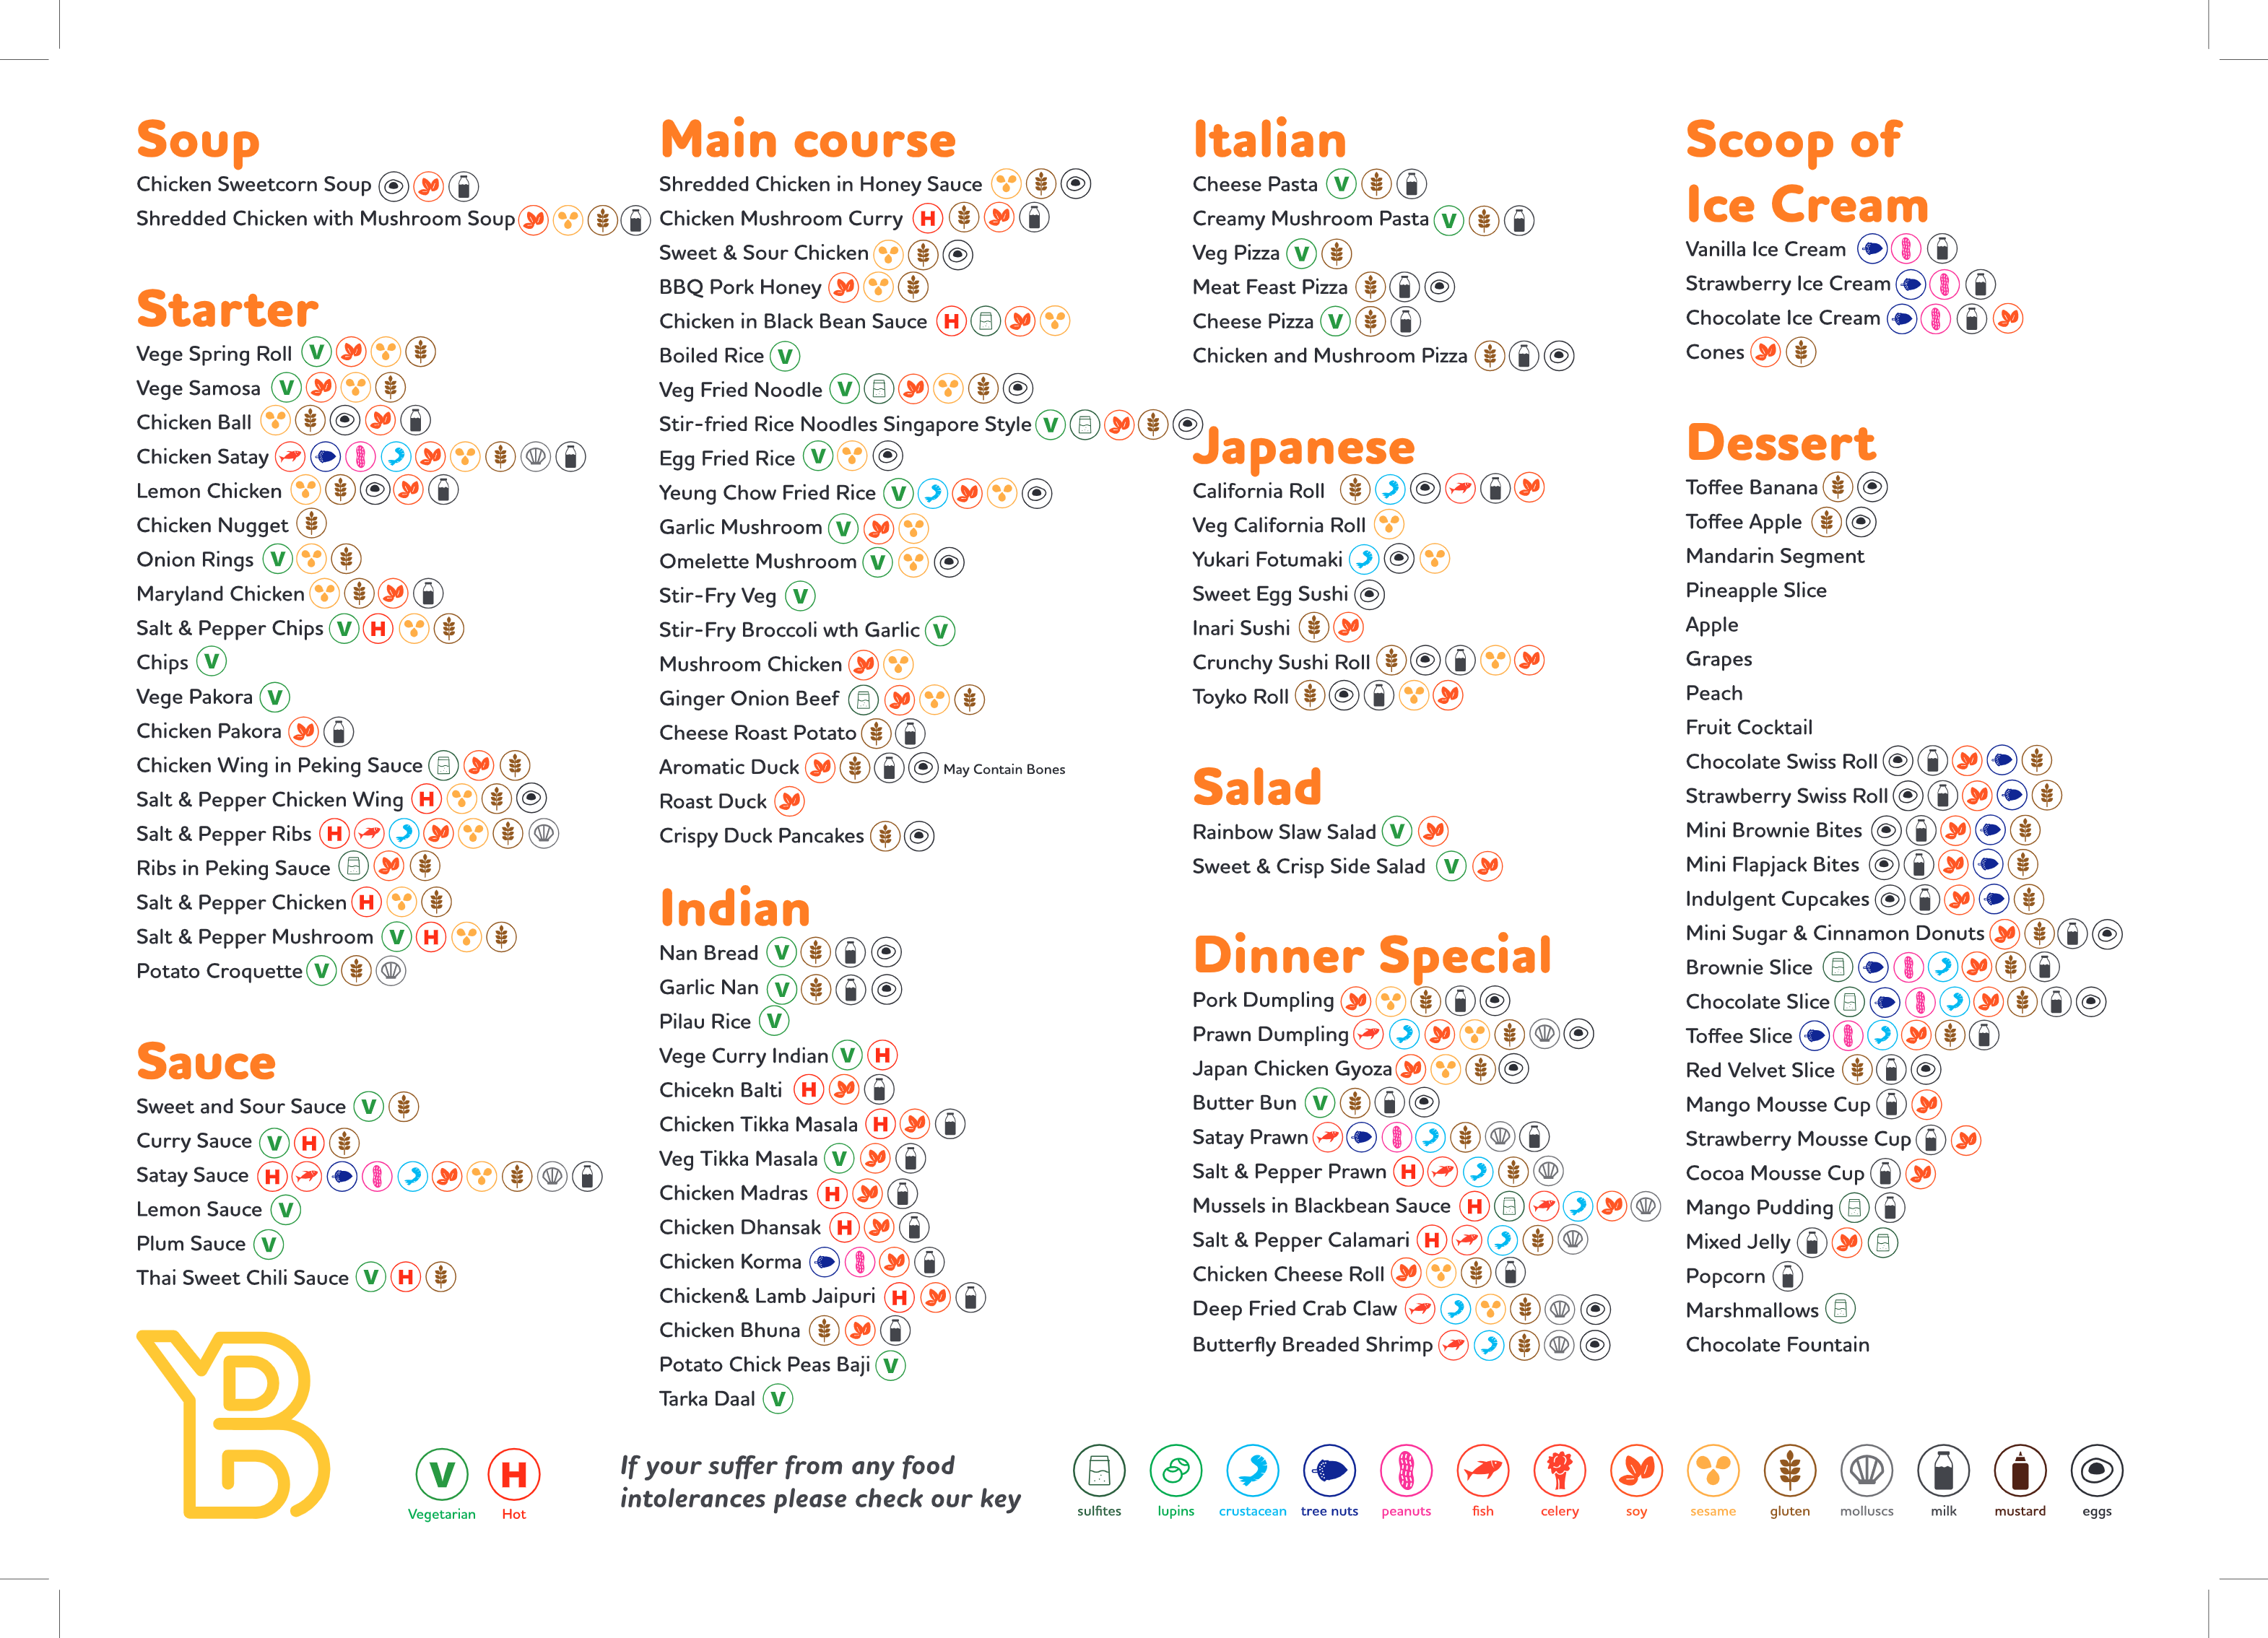 Soup
Chicken Sweetcorn Soup
Shredded Chicken with Mushroom Soup
Starter
Vege Spring Roll V
Vege Samosa V
Chicken Ball
Chicken Satay
Lemon Chicken
Chicken Nugget
Onion Rings V
Maryland Chicken
Salt & Pepper Chips V H
Chips V
Vege Pakora V
Chicken Pakora
Chicken Wing in Peking Sauce
Salt & Pepper Chicken Wing H
Salt & Pepper Ribs H
Ribs in Peking Sauce
Salt & Pepper Chicken H
Salt & Pepper Mushroom V H
Potato Croquette V
Sauce
Sweet and Sour Sauce V
Curry Sauce V H
Satay Sauce H
Lemon Sauce V
Plum Sauce V
Thai Sweet Chili Sauce V H
Main course
Shredded Chicken in Honey Sauce
Chicken Mushroom Curry H
Sweet & Sour Chicken
BBQ Pork Honey
Chicken in Black Bean Sauce H
Boiled Rice V
Veg Fried Noodle V
Stir-fried Rice Noodles Singapore Style V
Egg Fried Rice V
Yeung Chow Fried Rice V
Garlic Mushroom V
Omelette Mushroom V
Stir-Fry Veg V
Stir-Fry Broccoli wth Garlic V
Mushroom Chicken
Ginger Onion Beef
Cheese Roast Potato
Aromatic Duck May Contain Bones
Roast Duck
Crispy Duck Pancakes
Indian
Nan Bread V
Garlic Nan V
Pilau Rice V
Vege Curry Indian V H
Chicekn Balti H
Chicken Tikka Masala H
Veg Tikka Masala V
Chicken Madras H
Chicken Dhansak H
Chicken Korma
Chicken& Lamb Jaipuri H
Chicken Bhuna
Potato Chick Peas Baji V
Tarka Daal V
Italian
Cheese Pasta V
Creamy Mushroom Pasta V
Veg Pizza V
Meat Feast Pizza
Cheese Pizza V
Chicken and Mushroom Pizza
Japanese
California Roll
Veg California Roll
Yukari Fotumaki
Sweet Egg Sushi
Inari Sushi
Crunchy Sushi Roll
Toyko Roll
Salad
Rainbow Slaw Salad V
Sweet & Crisp Side Salad V
Dinner Special
Pork Dumpling
Prawn Dumpling
Japan Chicken Gyoza
Butter Bun V
Satay Prawn
Salt & Pepper Prawn H
Mussels in Blackbean Sauce H
Salt & Pepper Calamari H
Chicken Cheese Roll
Deep Fried Crab Claw
Butterfly Breaded Shrimp
Scoop of
Ice Cream
Vanilla Ice Cream
Strawberry Ice Cream
Chocolate Ice Cream
Cones
Dessert
Toffee Banana
Toffee Apple
Mandarin Segment
Pineapple Slice
Apple
Grapes
Peach
Fruit Cocktail
Chocolate Swiss Roll
Strawberry Swiss Roll
Mini Brownie Bites
Mini Flapjack Bites
Indulgent Cupcakes
Mini Sugar & Cinnamon Donuts
Brownie Slice
Chocolate Slice
Toffee Slice
Red Velvet Slice
Mango Mousse Cup
Strawberry Mousse Cup
Cocoa Mousse Cup
Mango Pudding
Mixed Jelly
Popcorn
Marshmallows
Chocolate Fountain
V H
Vegetarian Hot
If your suffer from any food
intolerances please check our key
sulfites lupins crustacean tree nuts peanuts fish celery soy sesame gluten molluscs milk mustard eggs